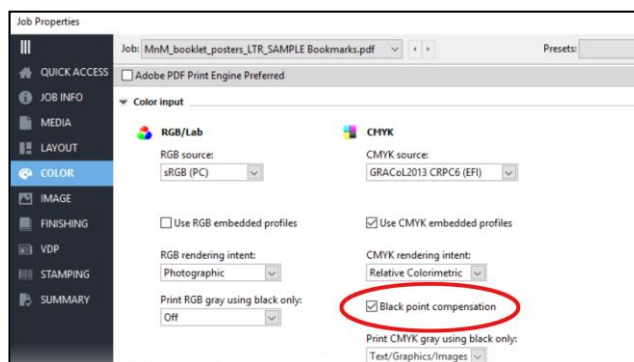 Job Properties
Job: MnM_booklet_posters_LTR_SAMPLE Bookmarks.pdf
Presets:
QUICK ACCESS
JOB INFO
MEDIA
LAYOUT
COLOR
IMAGE
FINISHING
VDP
STAMPING
SUMMARY
Adobe PDF Print Engine Preferred
Color input
RGB/Lab
RGB source:
sRGB (PC)
Use RGB embedded profiles
RGB rendering intent:
Photographic
Print RGB gray using black only:
Off
CMYK
CMYK source:
GRACoL2013 CRPC6 (EFI)
Use CMYK embedded profiles
CMYK rendering intent:
Relative Colorimetric
Black point compensation
Print CMYK gray using black only:
Text/Graphics/Images